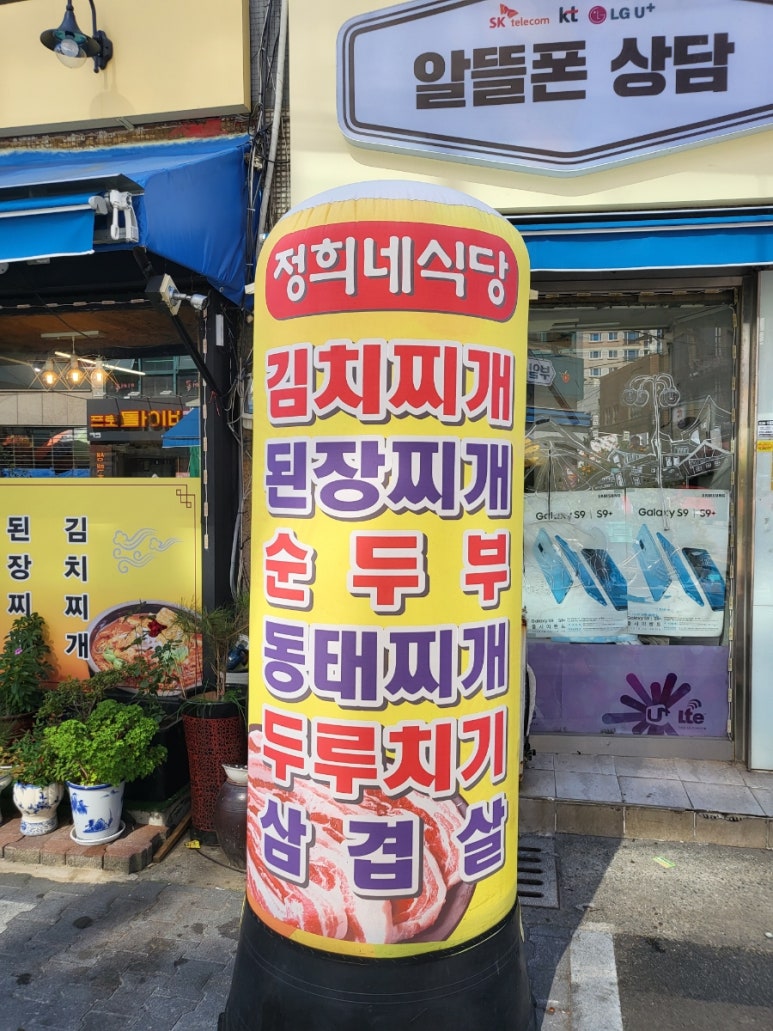 SK telecom kt LG U+
알뜰폰 상담
정희네식당
김치찌개
된장찌개
순두부
동태찌개
두루치기
삼겹살
김치찌개
된장찌
SAMSUNG
Galaxy S9 | S9+
SAMSUNG
Galaxy S9 | S9+
U+ Lte